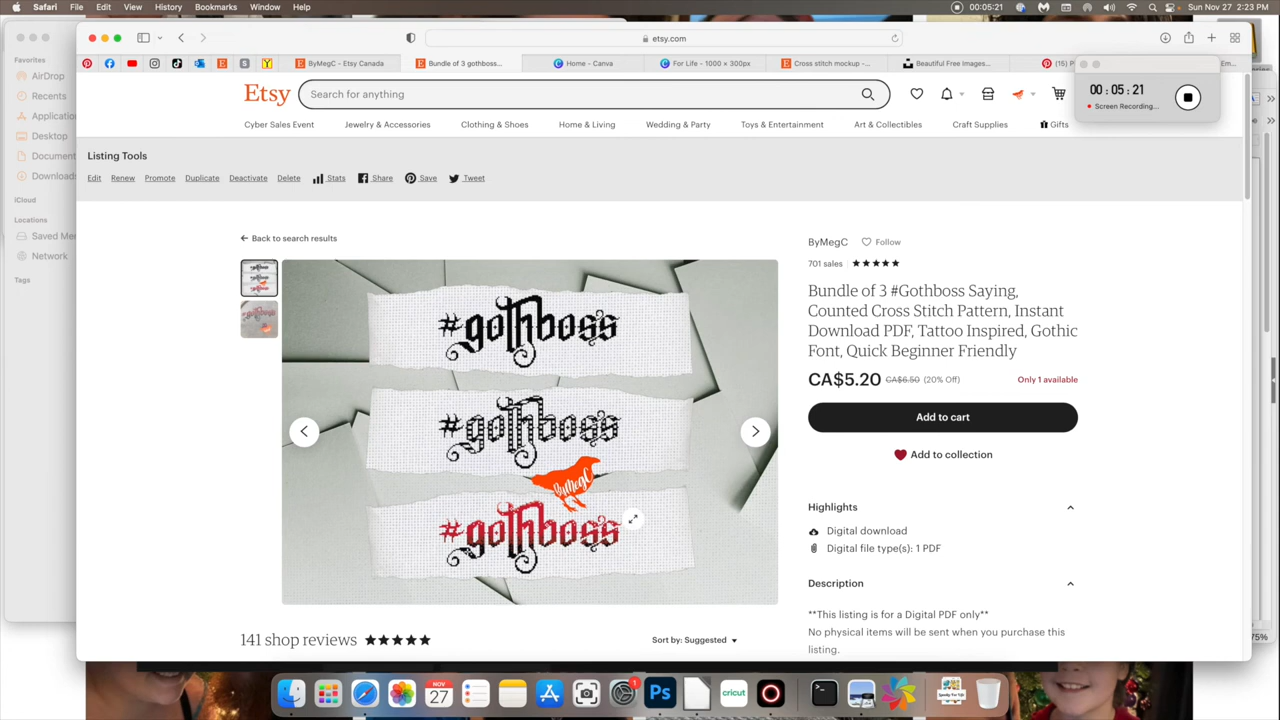 Safari File Edit View History Bookmarks Window Help 00:05:21 Sun Nov 27 2:23 PM
etsy.com
ByMegC - Etsy Canada Bundle of 3 gothboss... Home - Canva For Life - 1000 × 300px Cross stitch mockup - ... Beautiful Free Images...
Favorites
AirDrop
Recents
Desktop
iCloud
Locations
Network
Tags
00 : 05 : 21
Screen Recording...
Etsy Search for anything
Cyber Sales Event Jewelry & Accessories Clothing & Shoes Home & Living Wedding & Party Toys & Entertainment Art & Collectibles Craft Supplies Gifts
Listing Tools
Edit Renew Promote Duplicate Deactivate Delete Stats Share Save Tweet
Back to search results
#gothboss
#gothboss
ByMegC
#gothboss
ByMegC Follow
701 sales
Bundle of 3 #Gothboss Saying,
Counted Cross Stitch Pattern, Instant
Download PDF, Tattoo Inspired, Gothic
Font, Quick Beginner Friendly
CA$5.20 CA$6.50 (20% Off) Only 1 available
Add to cart
Add to collection
Highlights
Digital download
Digital file type(s): 1 PDF
Description
**This listing is for a Digital PDF only**
No physical items will be sent when you purchase this
listing.
141 shop reviews
Sort by: Suggested
75%
NOV
27
1
Ps
cricut